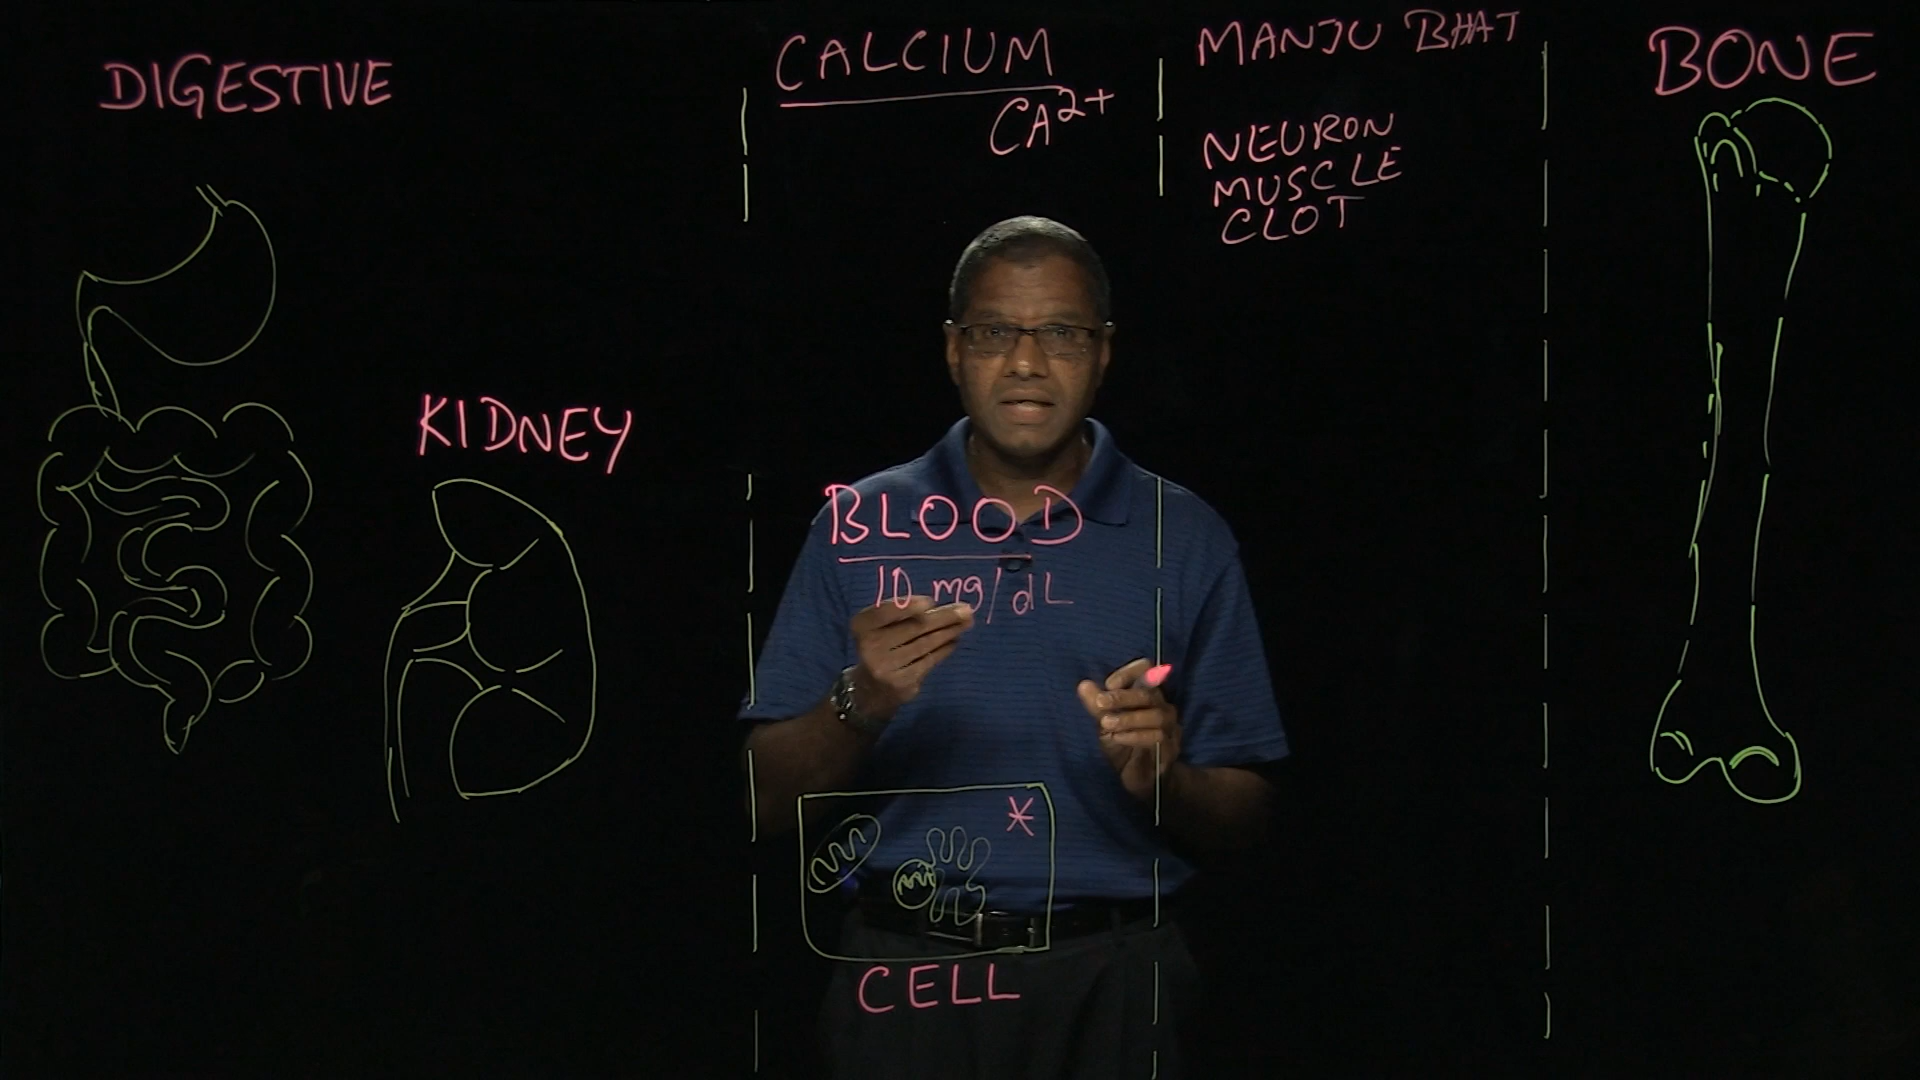 DIGESTIVE
KIDNEY
CALCIUM
CA2+
BLOOD
10 mg/dL
*
CELL
MANJU BHAT
NEURON
MUSCLE
CLOT
BONE